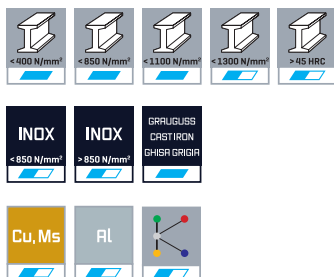 <400 N/mm² <850 N/mm² <1100 N/mm² <1300 N/mm² >45 HRC
INOX INOX GRAUGUSS
CAST IRON
GHISA GRIGIA
<850 N/mm² >850 N/mm²
Cu, Ms Al